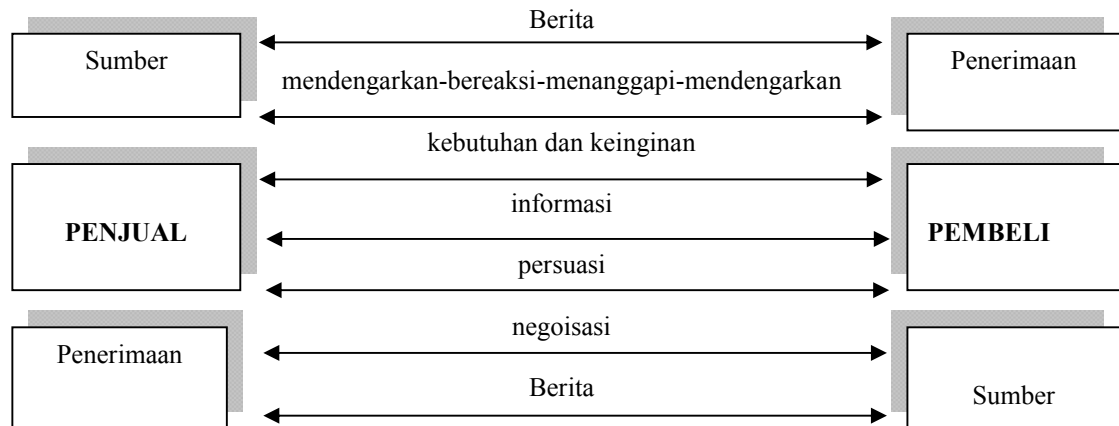 Berita
Sumber
Penerimaan
mendengarkan-bereaksi-menanggapi-mendengarkan
kebutuhan dan keinginan
informasi
PENJUAL
PEMBELI
persuasi
negoisasi
Penerimaan
Berita
Sumber